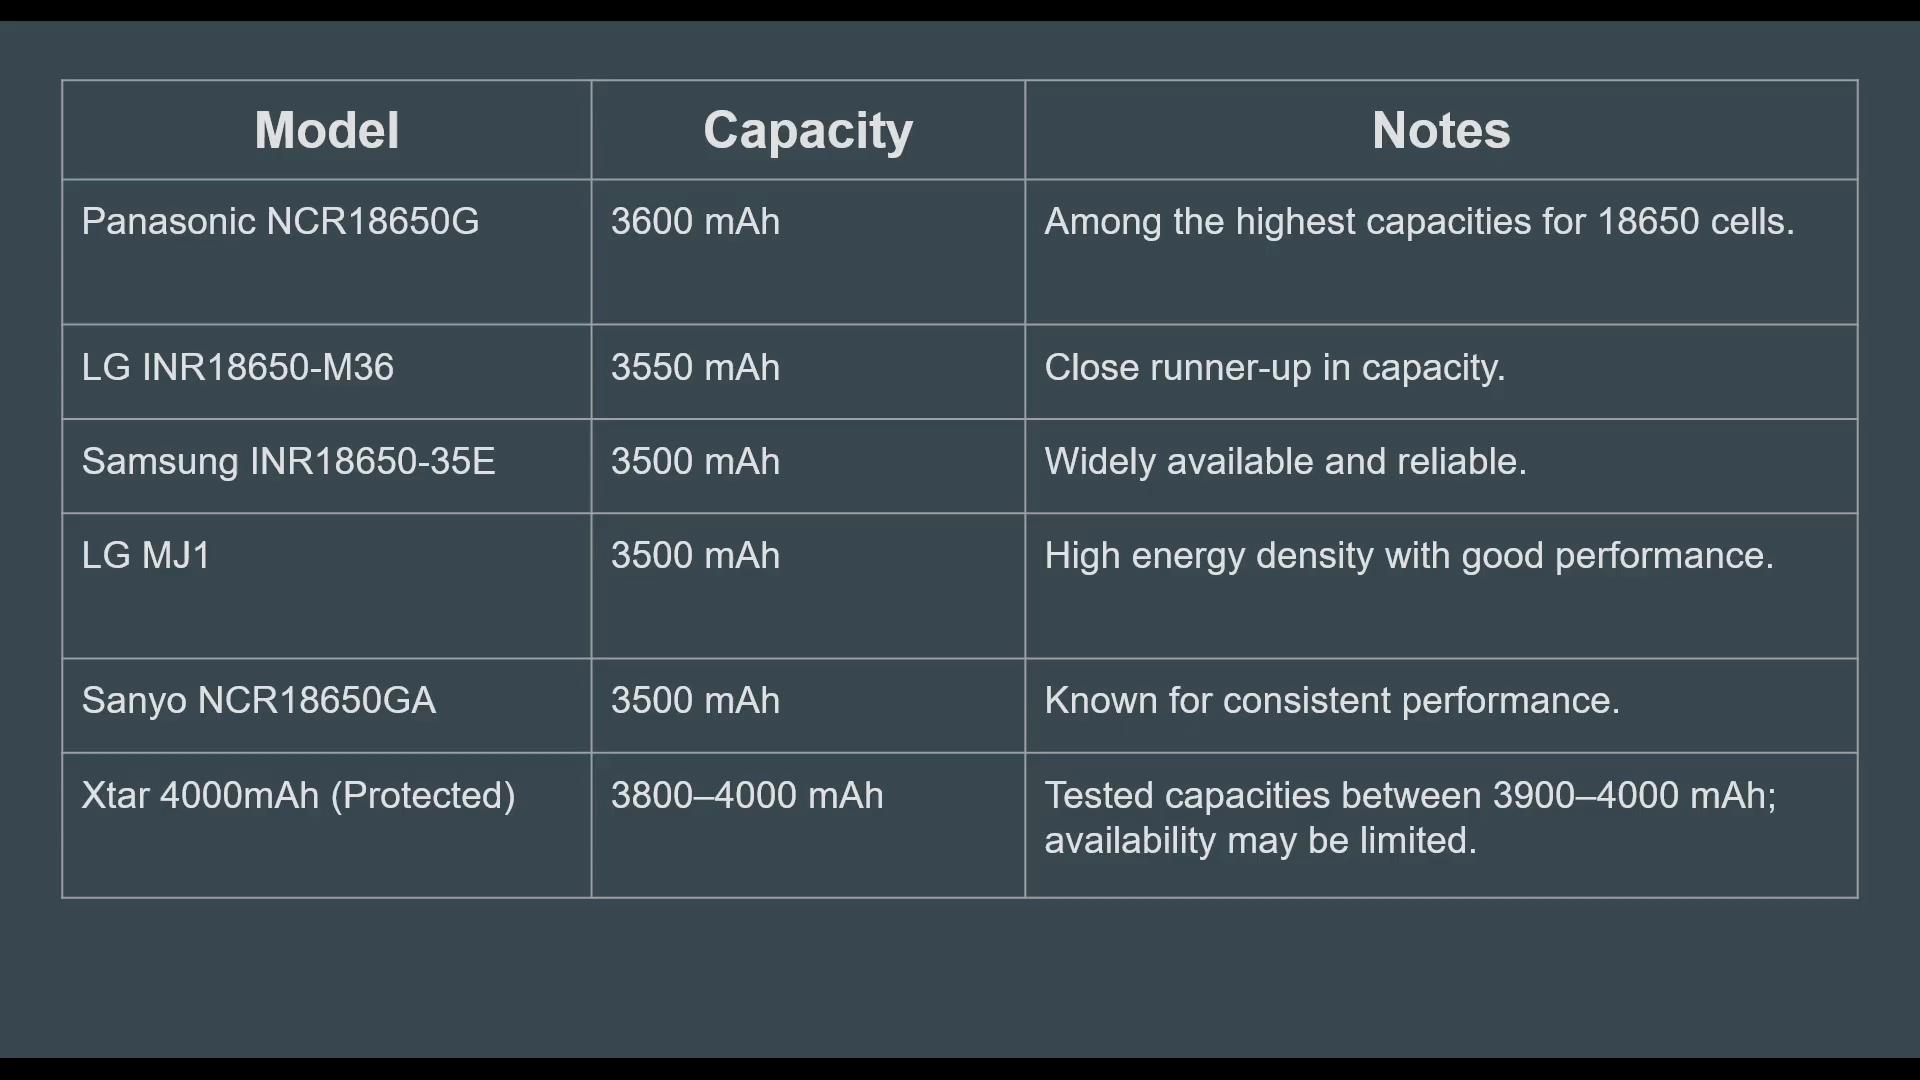 Model Capacity Notes
Panasonic NCR18650G 3600 mAh Among the highest capacities for 18650 cells.
LG INR18650-M36 3550 mAh Close runner-up in capacity.
Samsung INR18650-35E 3500 mAh Widely available and reliable.
LG MJ1 3500 mAh High energy density with good performance.
Sanyo NCR18650GA 3500 mAh Known for consistent performance.
Xtar 4000mAh (Protected) 3800–4000 mAh Tested capacities between 3900–4000 mAh;
availability may be limited.